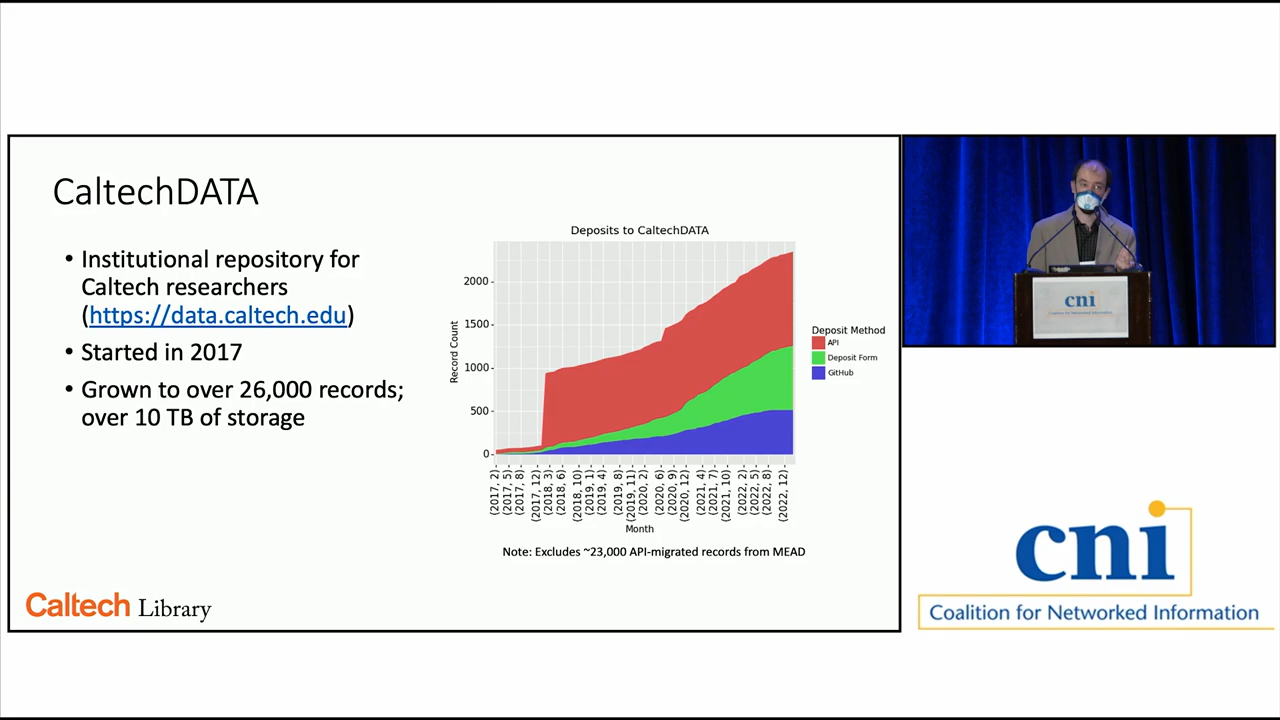 CaltechDATA
• Institutional repository for
Caltech researchers
(https://data.caltech.edu)
• Started in 2017
• Grown to over 26,000 records;
over 10 TB of storage
Deposits to CaltechDATA
Record Count
2000
1500
1000
500
0
(2017, 2)
(2017, 5)
(2017, 8)
(2017, 12)
(2018, 3)
(2018, 6)
(2018, 10)
(2019, 1)
(2019, 4)
(2019, 8)
(2019, 11)
(2020, 2)
(2020, 6)
(2020, 9)
(2020, 12)
(2021, 4)
(2021, 7)
(2021, 10)
(2022, 2)
(2022, 5)
(2022, 8)
(2022, 12)
Month
Deposit Method
API
Deposit Form
GitHub
Note: Excludes ~23,000 API-migrated records from MEAD
Caltech Library
cni
Coalition for Networked Information
cni
Coalition for Networked Information